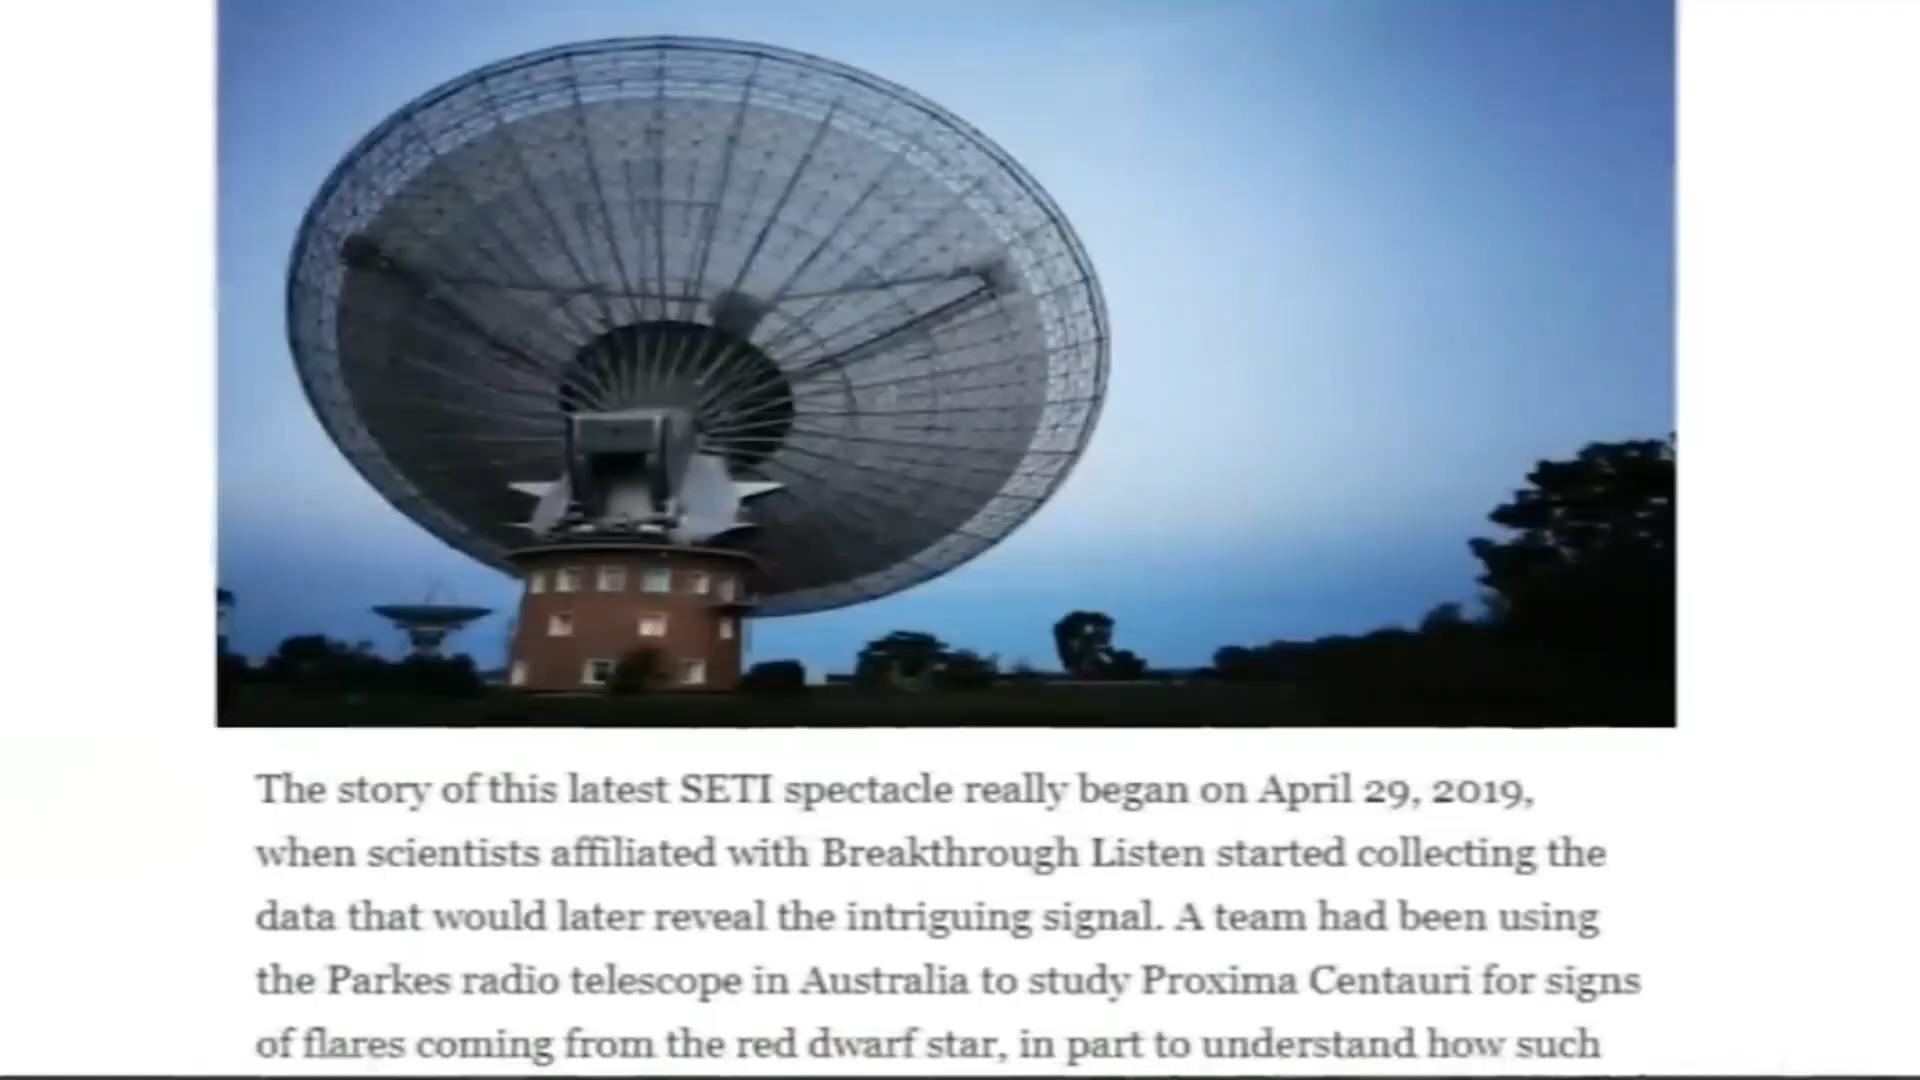 The story of this latest SETI spectacle really began on April 29, 2019,
when scientists affiliated with Breakthrough Listen started collecting the
data that would later reveal the intriguing signal. A team had been using
the Parkes radio telescope in Australia to study Proxima Centauri for signs
of flares coming from the red dwarf star, in part to understand how such